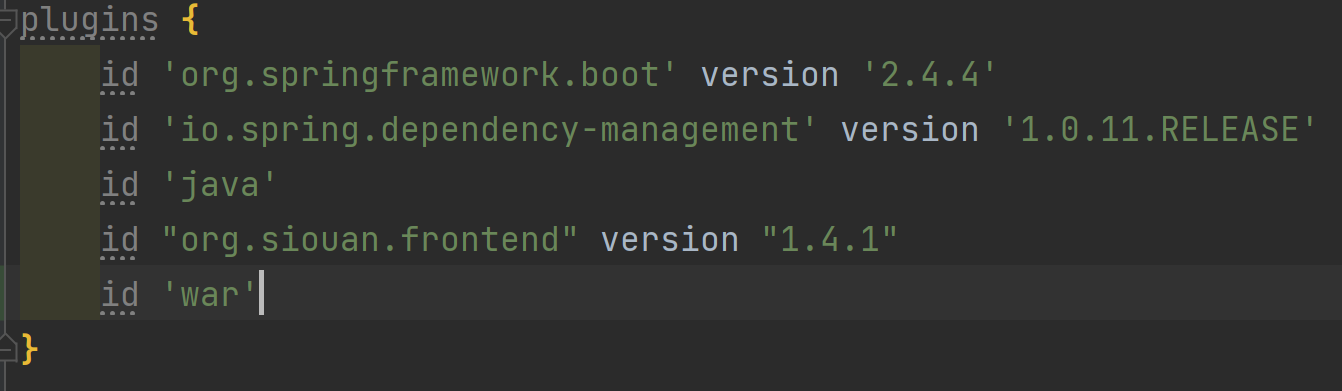 plugins {
id 'org.springframework.boot' version '2.4.4'
id 'io.spring.dependency-management' version '1.0.11.RELEASE'
id 'java'
id "org.siouan.frontend" version "1.4.1"
id 'war'
}